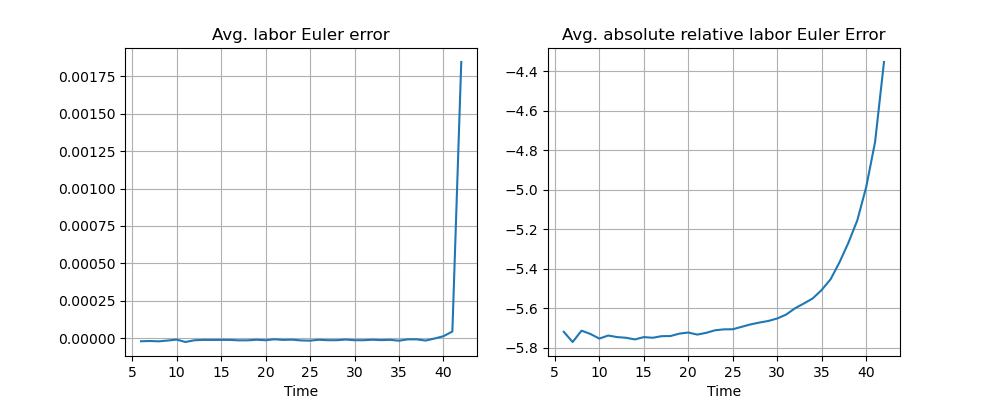 Avg. labor Euler error
0.00175
0.00150
0.00125
0.00100
0.00075
0.00050
0.00025
0.00000
5 10 15 20 25 30 35 40
Time
Avg. absolute relative labor Euler Error
−4.4
−4.6
−4.8
−5.0
−5.2
−5.4
−5.6
−5.8
5 10 15 20 25 30 35 40
Time